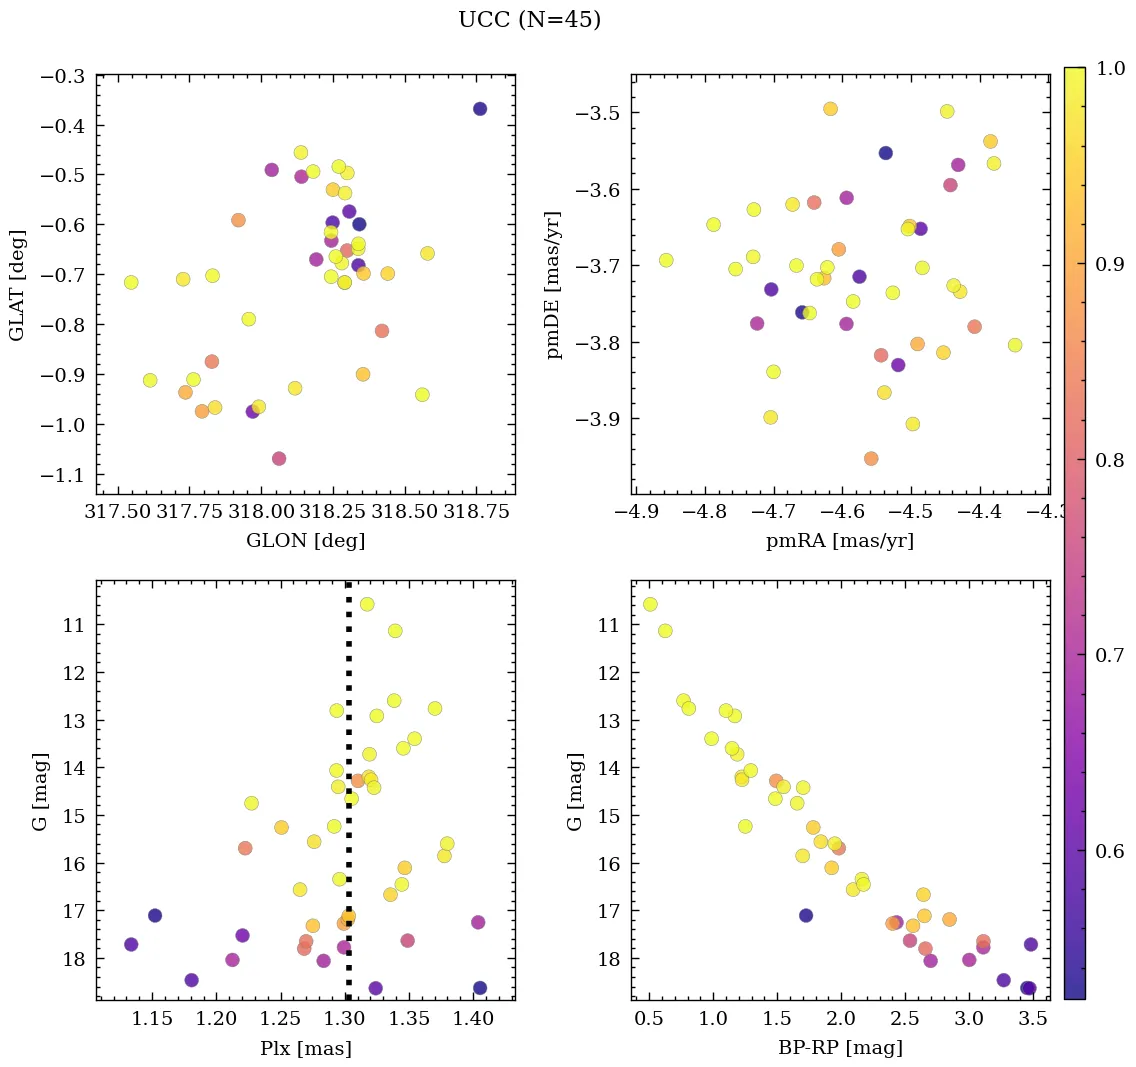 UCC (N=45)
−0.3
−0.4
−0.5
−0.6
−0.7
−0.8
−0.9
−1.0
−1.1
GLAT [deg]
317.50 317.75 318.00 318.25 318.50 318.75
GLON [deg]
−3.5
−3.6
−3.7
−3.8
−3.9
pmDE [mas/yr]
−4.9 −4.8 −4.7 −4.6 −4.5 −4.4
pmRA [mas/yr]
1.0
0.9
0.8
0.7
0.6
11
12
13
14
15
16
17
18
G [mag]
1.15 1.20 1.25 1.30 1.35 1.40
Plx [mas]
11
12
13
14
15
16
17
18
G [mag]
0.5 1.0 1.5 2.0 2.5 3.0 3.5
BP-RP [mag]